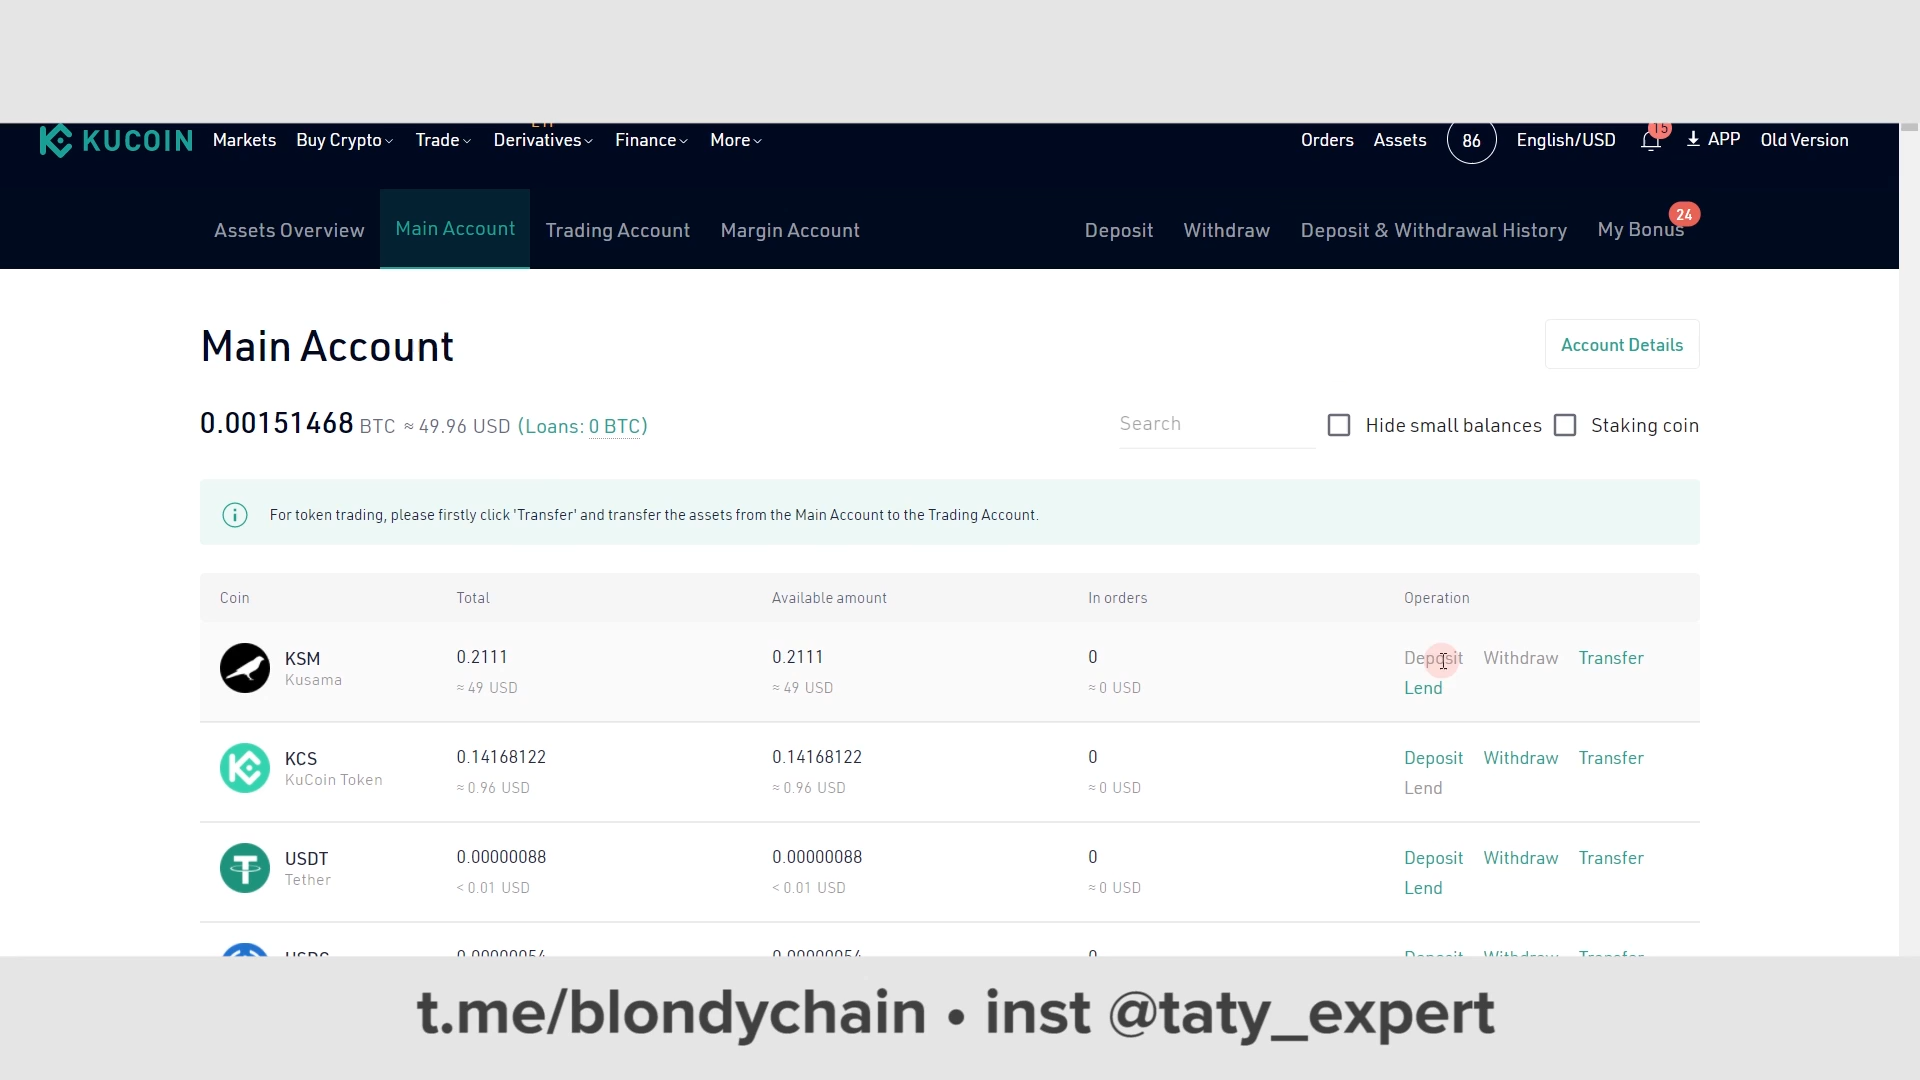 KUCOIN Markets Buy Crypto Trade Derivatives Finance More Orders Assets 86 English/USD 15 APP Old Version
Assets Overview Main Account Trading Account Margin Account Deposit Withdraw Deposit & Withdrawal History My Bonus 24
Main Account
Account Details
0.00151468 BTC ≈ 49.96 USD (Loans: 0 BTC)
Search Hide small balances Staking coin
For token trading, please firstly click 'Transfer' and transfer the assets from the Main Account to the Trading Account.
Coin Total Available amount In orders Operation
KSM 0.2111 0.2111 0 Deposit Withdraw Transfer
Kusama ≈ 49 USD ≈ 49 USD ≈ 0 USD Lend
KCS 0.14168122 0.14168122 0 Deposit Withdraw Transfer
KuCoin Token ≈ 0.96 USD ≈ 0.96 USD ≈ 0 USD Lend
USDT 0.00000088 0.00000088 0 Deposit Withdraw Transfer
Tether < 0.01 USD < 0.01 USD ≈ 0 USD Lend
t.me/blondychain • inst @taty_expert